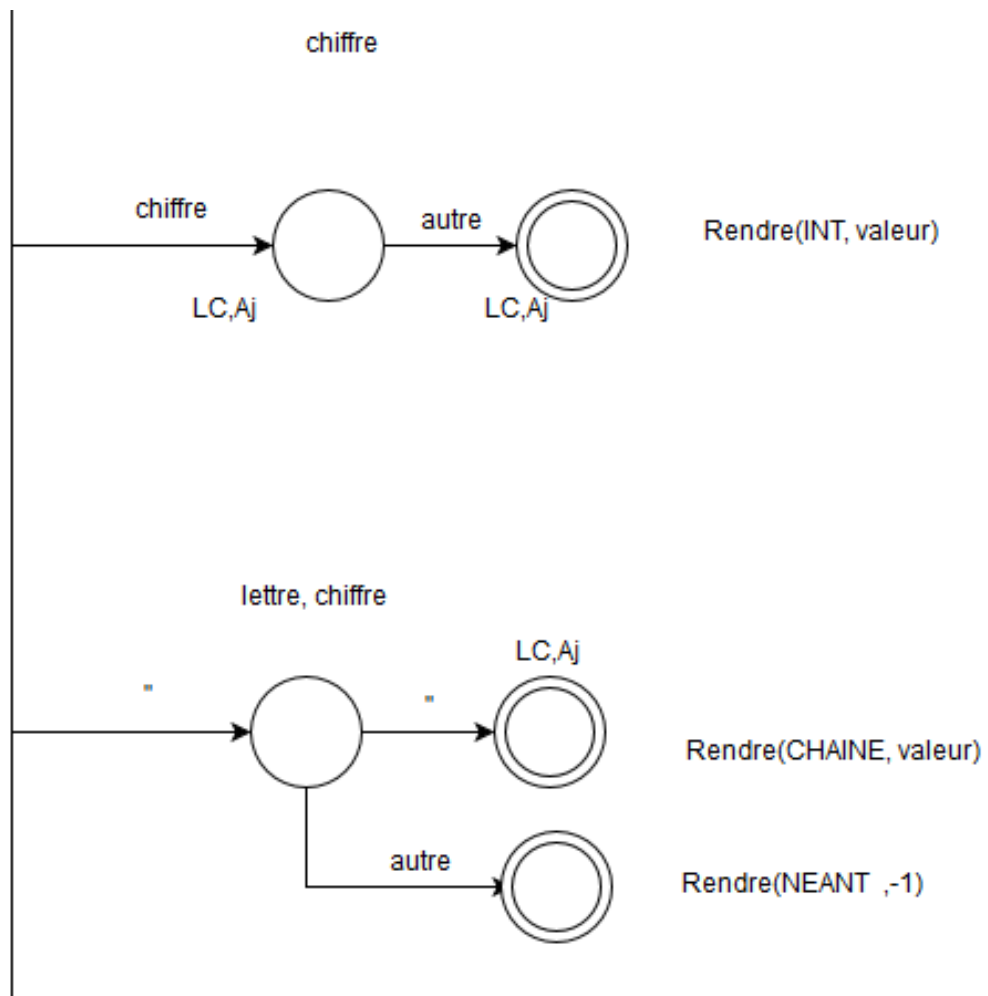 chiffre
chiffre
autre
Rendre(INT, valeur)
LC,Aj
LC,Aj
lettre, chiffre
LC,Aj
"
"
Rendre(CHAINE, valeur)
autre
Rendre(NEANT ,-1)